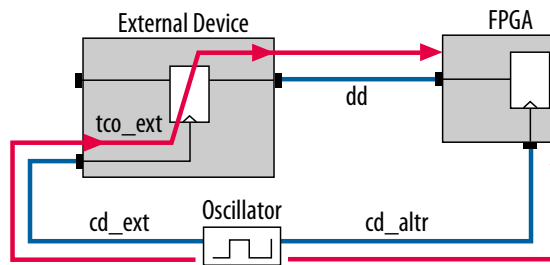 External Device
FPGA
dd
tco_ext
Oscillator
cd_ext
cd_altr